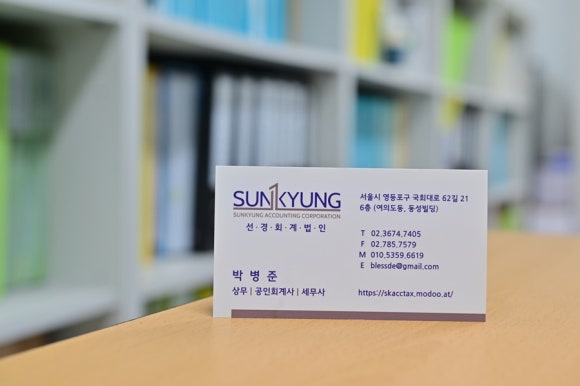 SUNKYUNG
SUNKYUNG ACCOUNTING CORPORATION
선·경·회·계·법·인
박 병 준
상무 | 공인회계사 | 세무사
서울시 영등포구 국회대로 62길 21
6층 (여의도동, 동성빌딩)
T 02.3674.7405
F 02.785.7579
M 010.5359.6619
E blessde@gmail.com
https://skacctax.modoo.at/